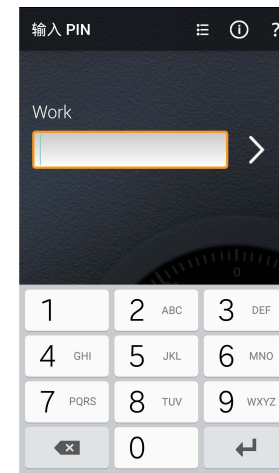 输入 PIN ?
Work
0
1 2 ABC 3 DEF
4 GHI 5 JKL 6 MNO
7 PQRS 8 TUV 9 WXYZ
0